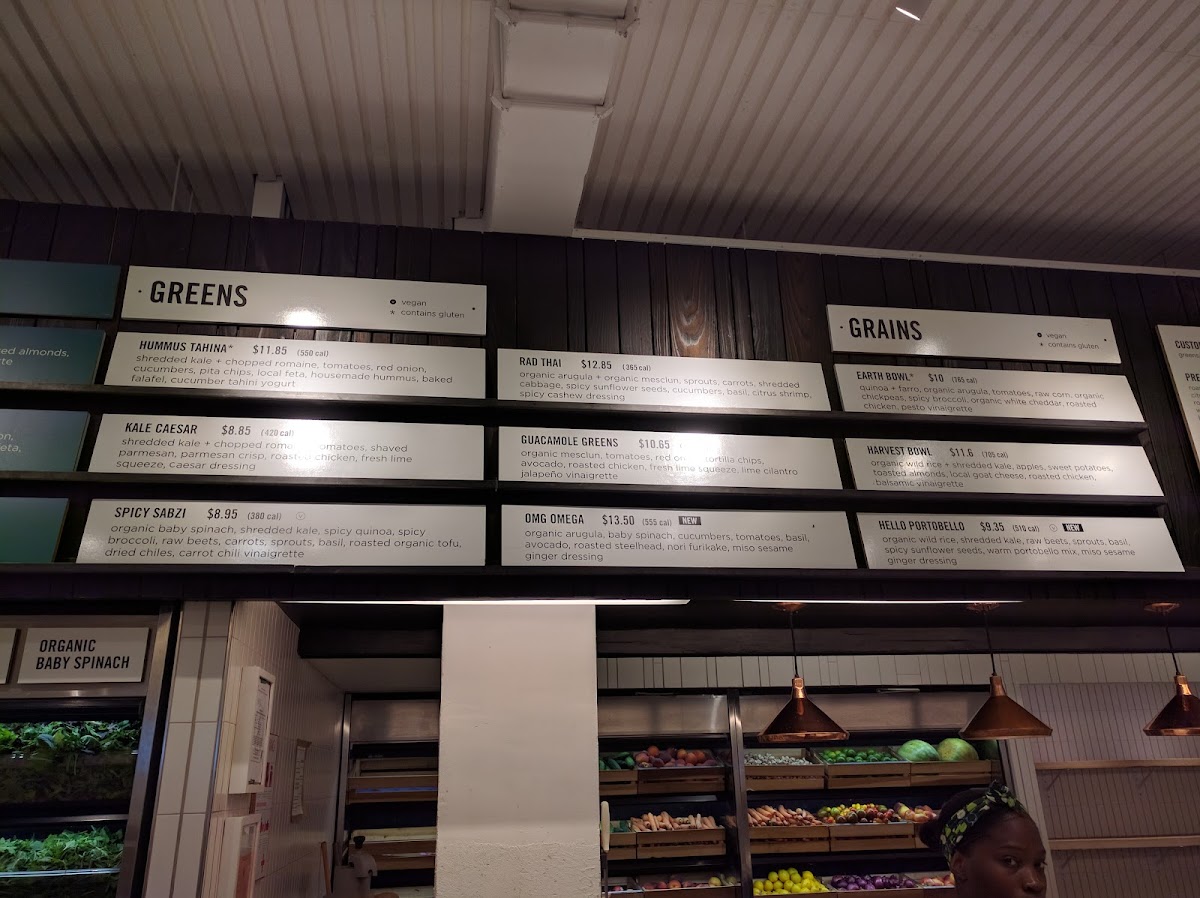 ed almonds,
GREENS
vegan
* contains gluten
HUMMUS TAHINA* $11.85 (550 cal)
shredded kale + chopped romaine, tomatoes, red onion,
cucumbers, pita chips, local feta, housemade hummus, baked
falafel, cucumber tahini yogurt
KALE CAESAR $8.85 (420 cal)
shredded kale + chopped tomatoes, shaved
parmesan, parmesan crisp, roasted chicken, fresh lime
squeeze, caesar dressing
SPICY SABZI $8.95 (380 cal)
organic baby spinach, shredded kale, spicy quinoa, spicy
broccoli, raw beets, carrots, sprouts, basil, roasted organic tofu,
dried chiles, carrot chili vinaigrette
RAD THAI $12.85 (365 cal)
organic arugula + organic mesclun, sprouts, carrots, shredded
cabbage, spicy sunflower seeds, cucumbers, basil, citrus shrimp,
spicy cashew dressing
GUACAMOLE GREENS $10.65
organic mesclun, tomatoes, red onion, tortilla chips,
avocado, roasted chicken, fresh lime squeeze, lime cilantro
jalapeño vinaigrette
OMG OMEGA $13.50 (555 cal) NEW
organic arugula, baby spinach, cucumbers, tomatoes, basil,
avocado, roasted steelhead, nori furikake, miso sesame
ginger dressing
GRAINS
vegan
* contains gluten
EARTH BOWL* $10 (765 cal)
quinoa + farro, organic arugula, tomatoes, raw corn, organic
chickpeas, spicy broccoli, organic white cheddar, roasted
chicken, pesto vinaigrette
HARVEST BOWL $11.6 (705 cal)
organic wild rice + shredded kale, apples, sweet potatoes,
toasted almonds, local goat cheese, roasted chicken,
balsamic vinaigrette
HELLO PORTOBELLO $9.35 (510 cal) NEW
organic wild rice, shredded kale, raw beets, sprouts, basil,
spicy sunflower seeds, warm portobello mix, miso sesame
ginger dressing
ORGANIC
BABY SPINACH